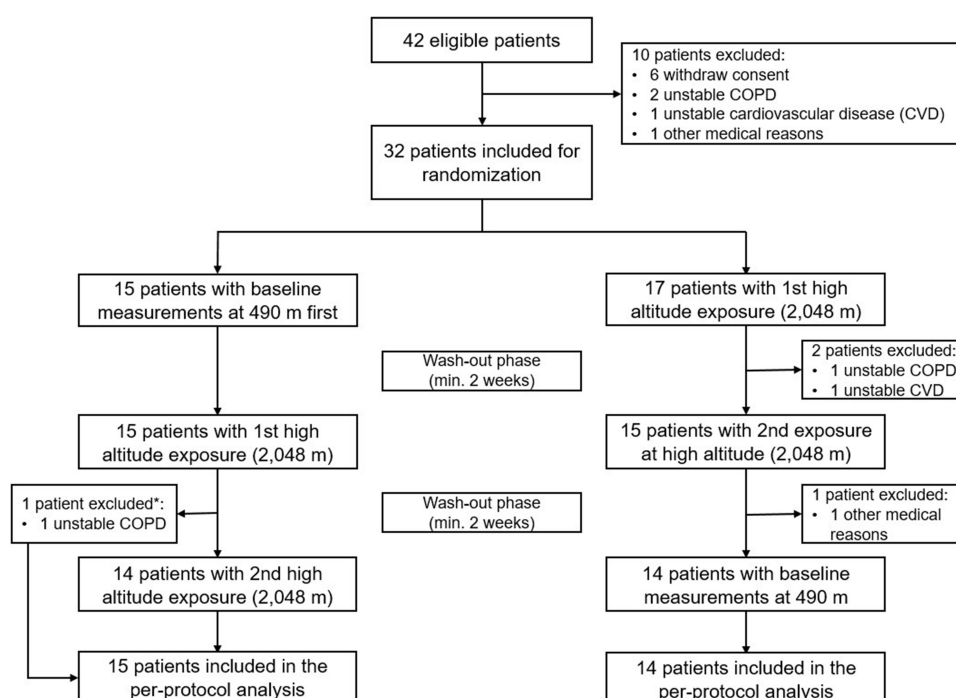 42 eligible patients
10 patients excluded:
• 6 withdraw consent
• 2 unstable COPD
• 1 unstable cardiovascular disease (CVD)
• 1 other medical reasons
32 patients included for
randomization
15 patients with baseline
measurements at 490 m first
17 patients with 1st high
altitude exposure (2,048 m)
Wash-out phase
(min. 2 weeks)
2 patients excluded:
• 1 unstable COPD
• 1 unstable CVD
15 patients with 1st high
altitude exposure (2,048 m)
15 patients with 2nd exposure
at high altitude (2,048 m)
1 patient excluded*:
• 1 unstable COPD
Wash-out phase
(min. 2 weeks)
1 patient excluded:
• 1 other medical
reasons
14 patients with 2nd high
altitude exposure (2,048 m)
14 patients with baseline
measurements at 490 m
15 patients included in the
per-protocol analysis
14 patients included in the
per-protocol analysis